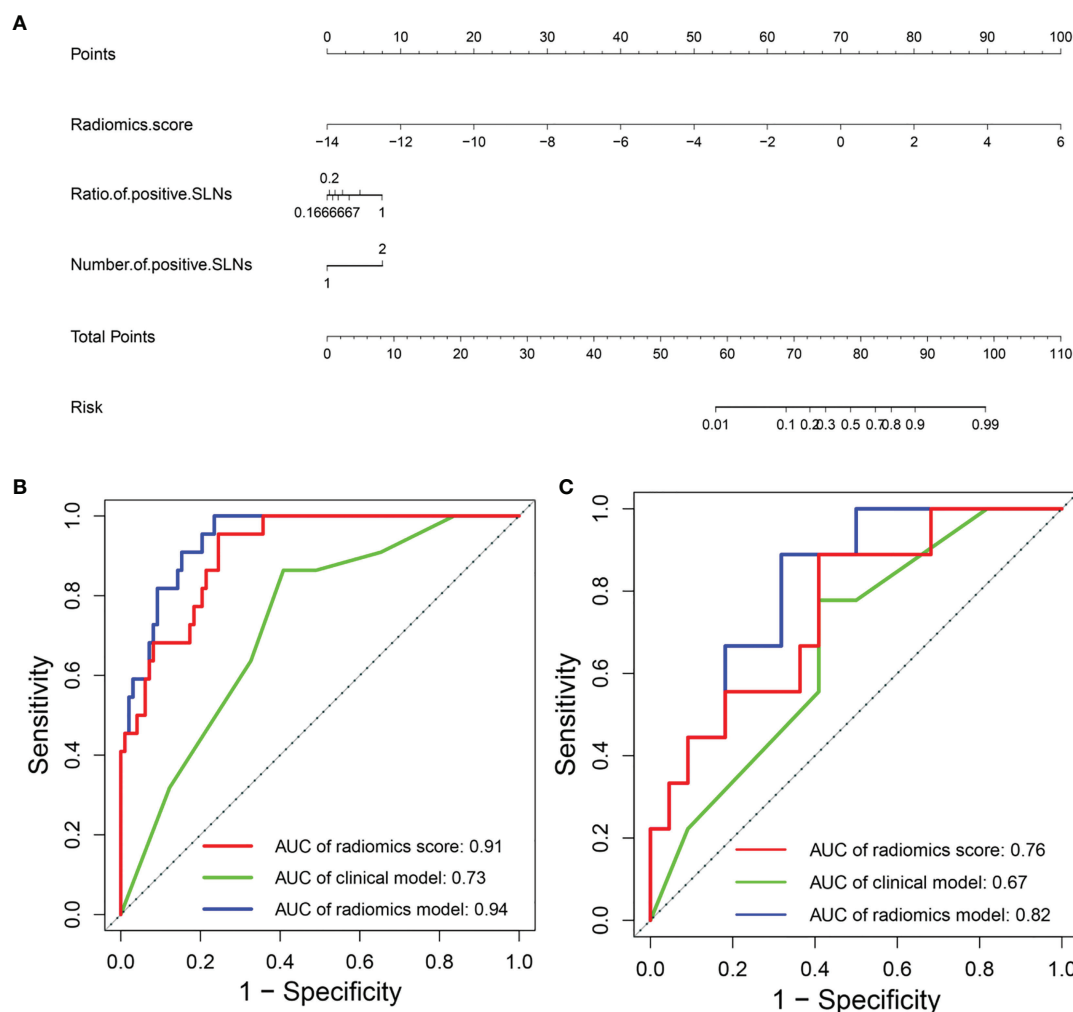 A
Points
0 10 20 30 40 50 60 70 80 90 100
Radiomics.score
−14 −12 −10 −8 −6 −4 −2 0 2 4 6
0.2
Ratio.of.positive.SLNs
0.1666667 1
2
Number.of.positive.SLNs
1
Total Points
0 10 20 30 40 50 60 70 80 90 100 110
Risk
0.01 0.1 0.2 0.3 0.5 0.7 0.8 0.9 0.99
B
Sensitivity
1.0
0.8
0.6
0.4
0.2
0.0
AUC of radiomics score: 0.91
AUC of clinical model: 0.73
AUC of radiomics model: 0.94
0.0 0.2 0.4 0.6 0.8 1.0
1 − Specificity
C
Sensitivity
1.0
0.8
0.6
0.4
0.2
0.0
AUC of radiomics score: 0.76
AUC of clinical model: 0.67
AUC of radiomics model: 0.82
0.0 0.2 0.4 0.6 0.8 1.0
1 − Specificity